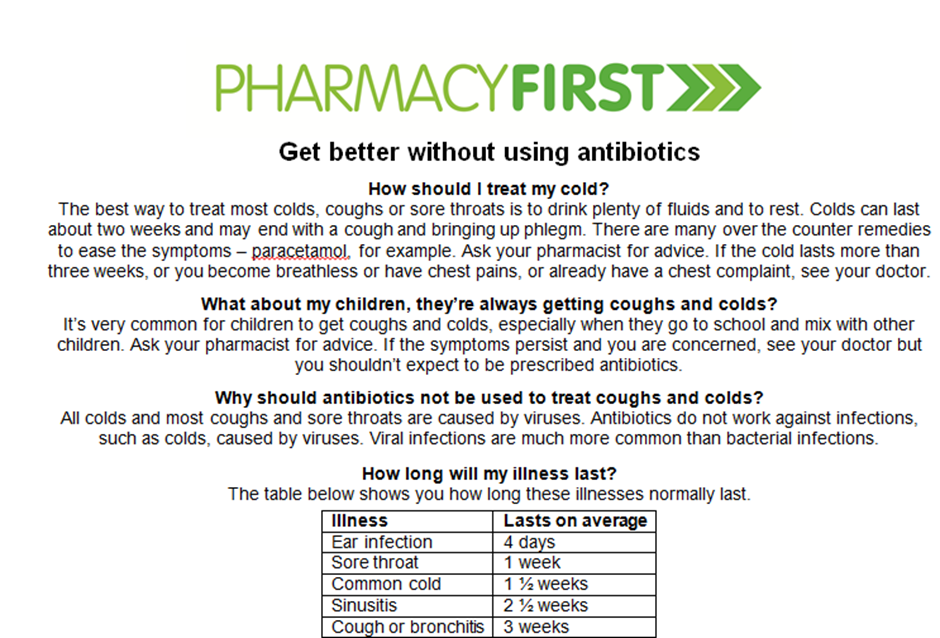 PHARMACYFIRST
Get better without using antibiotics
How should I treat my cold?
The best way to treat most colds, coughs or sore throats is to drink plenty of fluids and to rest. Colds can last
about two weeks and may end with a cough and bringing up phlegm. There are many over the counter remedies
to ease the symptoms – paracetamol, for example. Ask your pharmacist for advice. If the cold lasts more than
three weeks, or you become breathless or have chest pains, or already have a chest complaint, see your doctor.
What about my children, they're always getting coughs and colds?
It's very common for children to get coughs and colds, especially when they go to school and mix with other
children. Ask your pharmacist for advice. If the symptoms persist and you are concerned, see your doctor but
you shouldn't expect to be prescribed antibiotics.
Why should antibiotics not be used to treat coughs and colds?
All colds and most coughs and sore throats are caused by viruses. Antibiotics do not work against infections,
such as colds, caused by viruses. Viral infections are much more common than bacterial infections.
How long will my illness last?
The table below shows you how long these illnesses normally last.
Illness Lasts on average
Ear infection 4 days
Sore throat 1 week
Common cold 1 ½ weeks
Sinusitis 2 ½ weeks
Cough or bronchitis 3 weeks